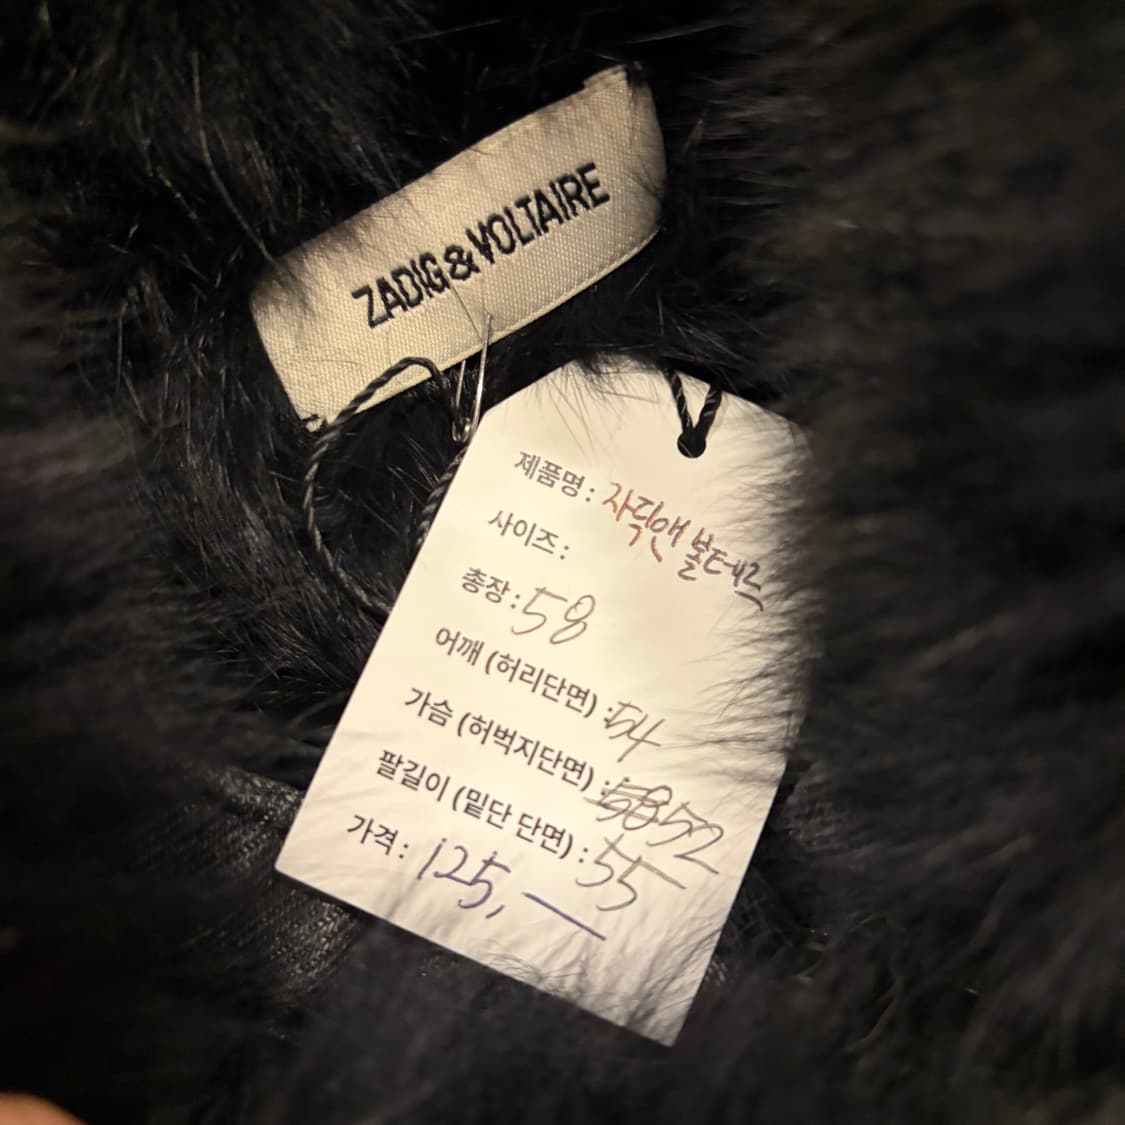 ZADIG&VOLTAIRE
제품명 : 쟈딕앤 볼테르
사이즈 :
총장 : 58
어깨 (허리단면) : 54
가슴 (허벅지단면) : 58 52
팔길이 (밑단 단면) : 55
가격 : 125,—